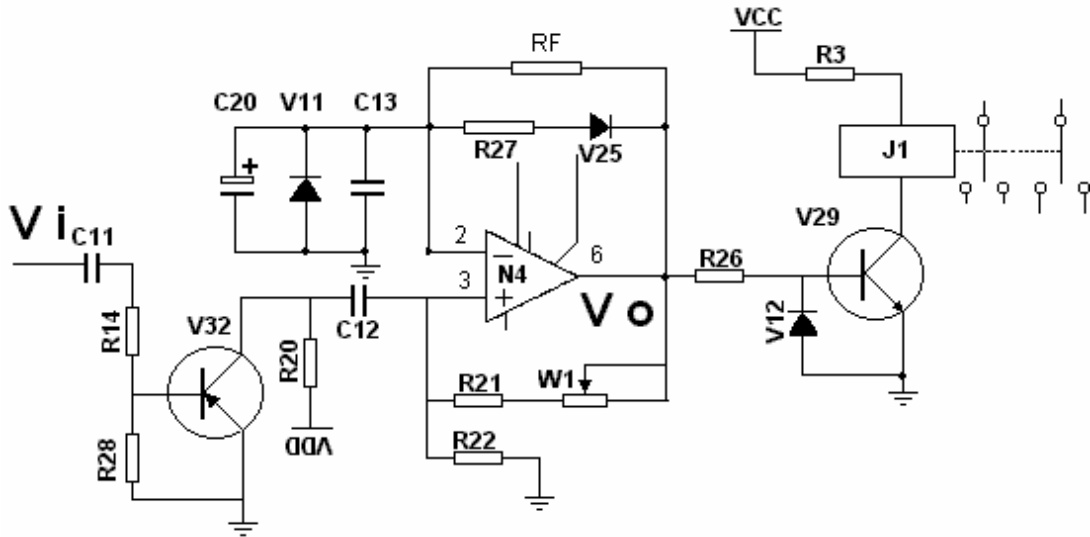 VCC
RF
R3
C20
V11
C13
+
R27
V25
J1
V i
C11
2
N4
6
V29
3
R26
V o
R14
V32
C12
R20
V12
R21
W1
R28
VDD
R22